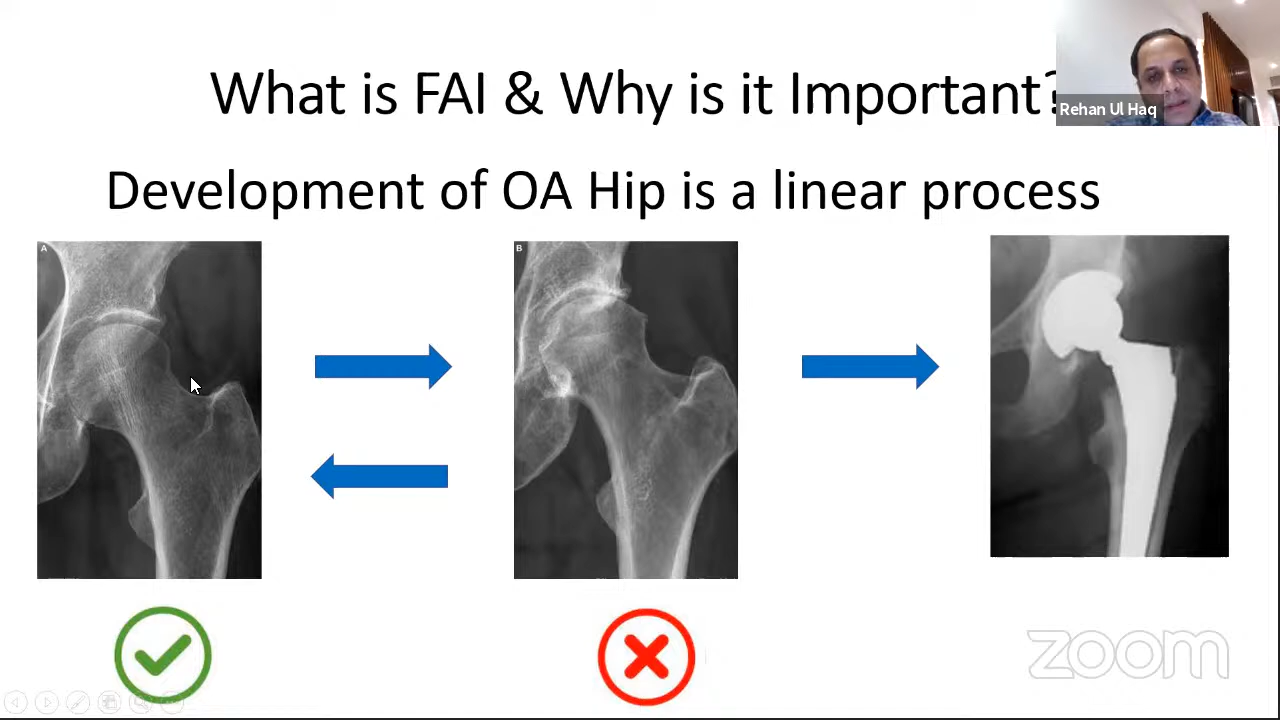 What is FAI & Why is it Important?
Rehan Ul Haq
Development of OA Hip is a linear process
A
B
zoom